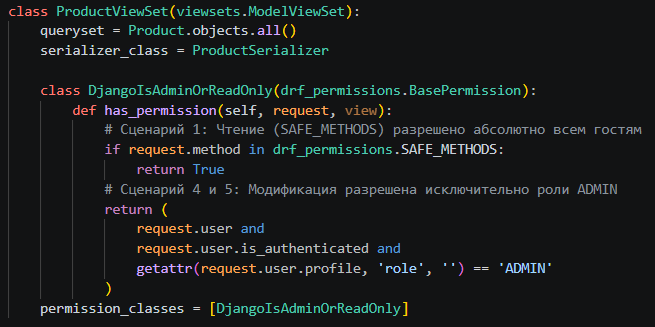 class ProductViewSet(viewsets.ModelViewSet):
    queryset = Product.objects.all()
    serializer_class = ProductSerializer

    class DjangoIsAdminOrReadOnly(drf_permissions.BasePermission):
        def has_permission(self, request, view):
            # Сценарий 1: Чтение (SAFE_METHODS) разрешено абсолютно всем гостям
            if request.method in drf_permissions.SAFE_METHODS:
                return True
            # Сценарий 4 и 5: Модификация разрешена исключительно роли ADMIN
            return (
                request.user and
                request.user.is_authenticated and
                getattr(request.user.profile, 'role', '') == 'ADMIN'
            )
    permission_classes = [DjangoIsAdminOrReadOnly]